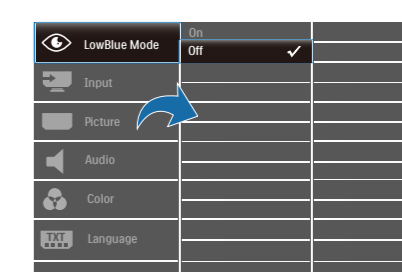 LowBlue Mode
On
Off
Input
Picture
Audio
Color
TXT
Language